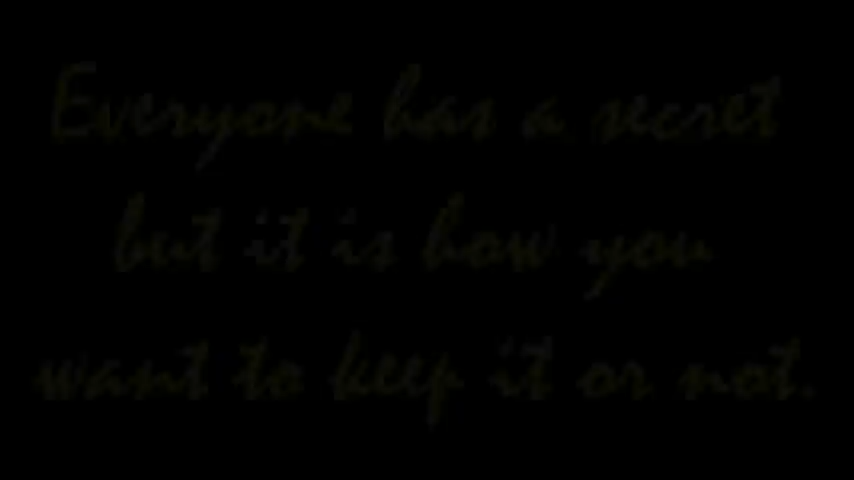 Everyone has a secret
but it is how you
want to keep it or not.